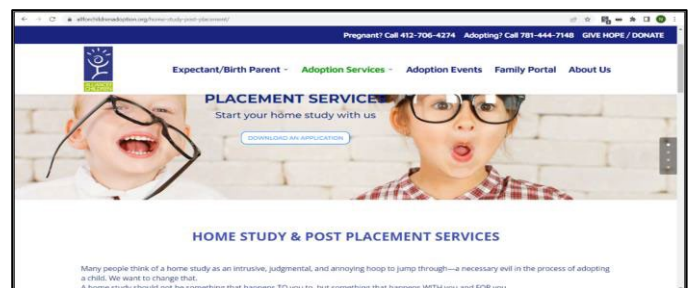 allforchildrenadoption.org/home-study-post-placement/
Pregnant? Call 412-706-4274 Adopting? Call 781-444-7148 GIVE HOPE / DONATE
Expectant/Birth Parent Adoption Services Adoption Events Family Portal About Us
PLACEMENT SERVICES
Start your home study with us
DOWNLOAD AN APPLICATION
HOME STUDY & POST PLACEMENT SERVICES
Many people think of a home study as an intrusive, judgmental, and annoying hoop to jump through—a necessary evil in the process of adopting
a child. We want to change that.
A home study should not be something that happens TO you to, but something that happens WITH you and FOR you.